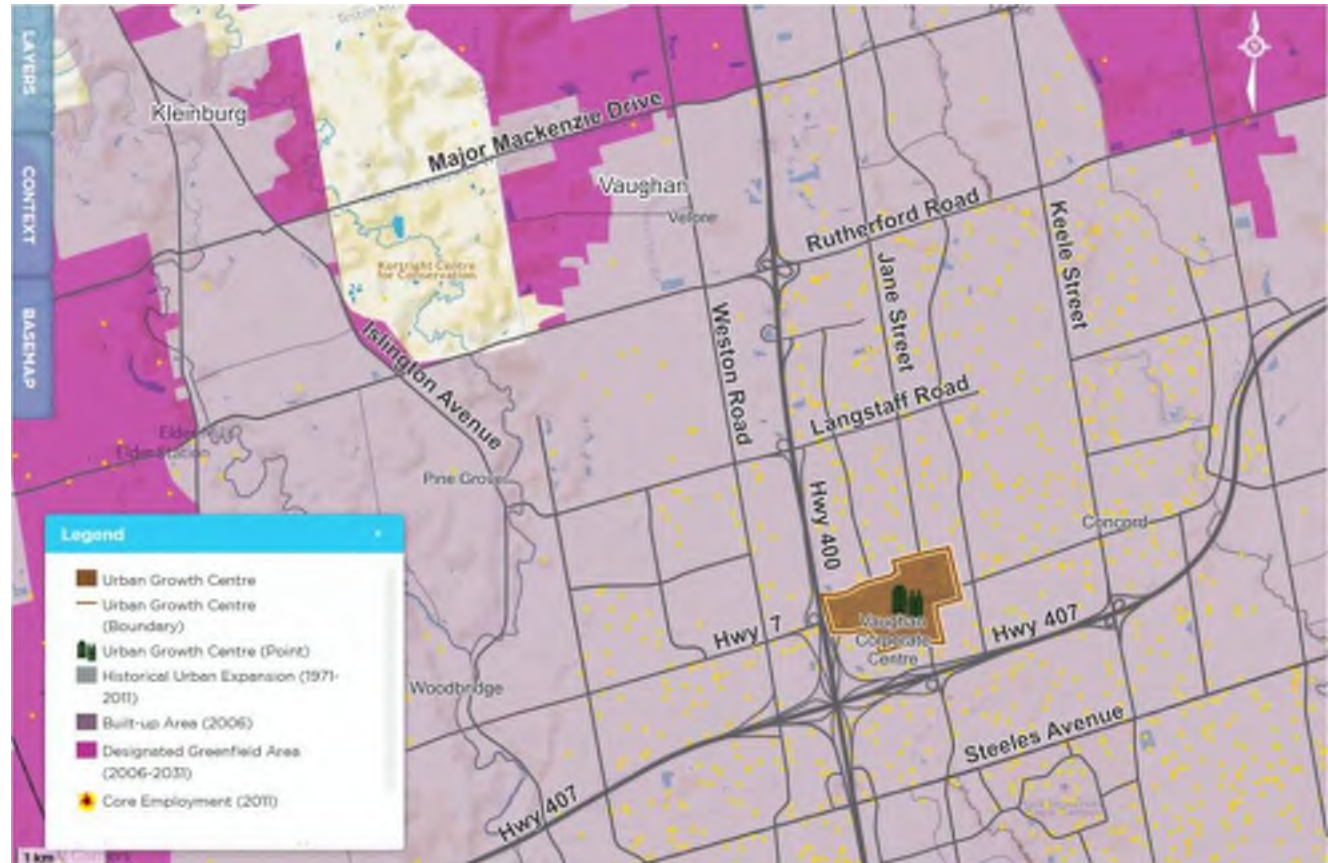 LAYERS
CONTEXT
BASEMAP
Kleinburg
Major Mackenzie Drive
Vaughan
Vellore
Rutherford Road
Keele Street
Kortright Centre
for Conservation
Jane Street
Weston Road
Islington Avenue
Langstaff Road
Elder Station
Pine Grove
Hwy 400
Concord
Hwy 7
Vaughan
Corporate
Centre
Hwy 407
Woodbridge
Steeles Avenue
Hwy 407
Legend
×
Urban Growth Centre
Urban Growth Centre
(Boundary)
Urban Growth Centre (Point)
Historical Urban Expansion (1971-
2011)
Built-up Area (2006)
Designated Greenfield Area
(2006-2031)
Core Employment (2011)
1 km